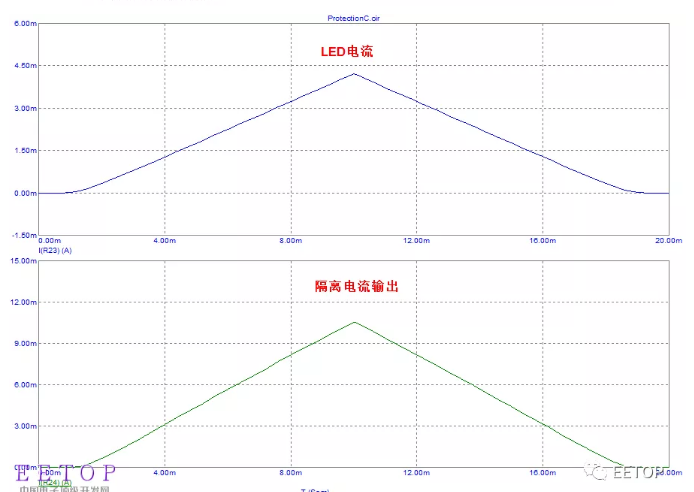 ProtectionC.cir
6.00m
LED电流
4.50m
3.00m
1.50m
0.00m
-1.50m
0.00m 4.00m 8.00m 12.00m 16.00m 20.00m
I(R23) (A)
15.00m
隔离电流输出
12.00m
9.00m
6.00m
3.00m
0.00m
4.00m 8.00m 12.00m 16.00m
I(R24) (A)
EETOP
EETOP